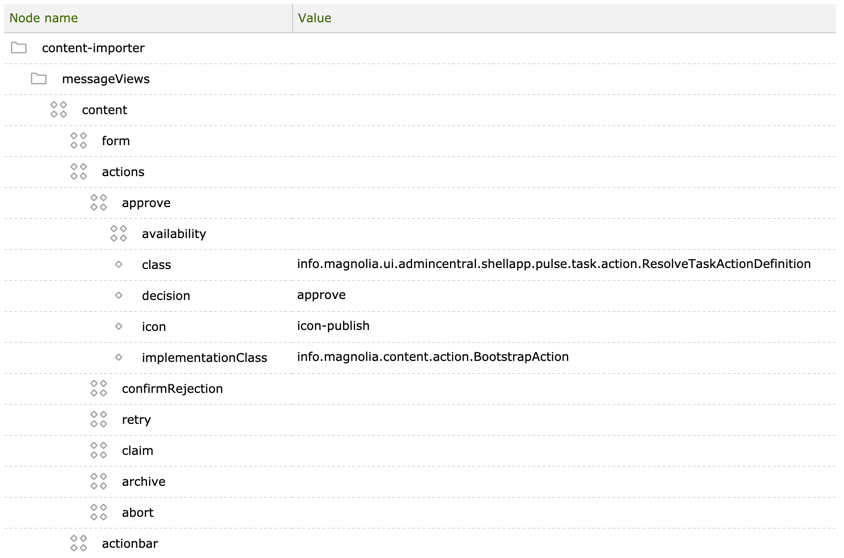 Node name Value
content-importer
messageViews
content
form
actions
approve
availability
class info.magnolia.ui.admincentral.shellapp.pulse.task.action.ResolveTaskActionDefinition
decision approve
icon icon-publish
implementationClass info.magnolia.content.action.BootstrapAction
confirmRejection
retry
claim
archive
abort
actionbar